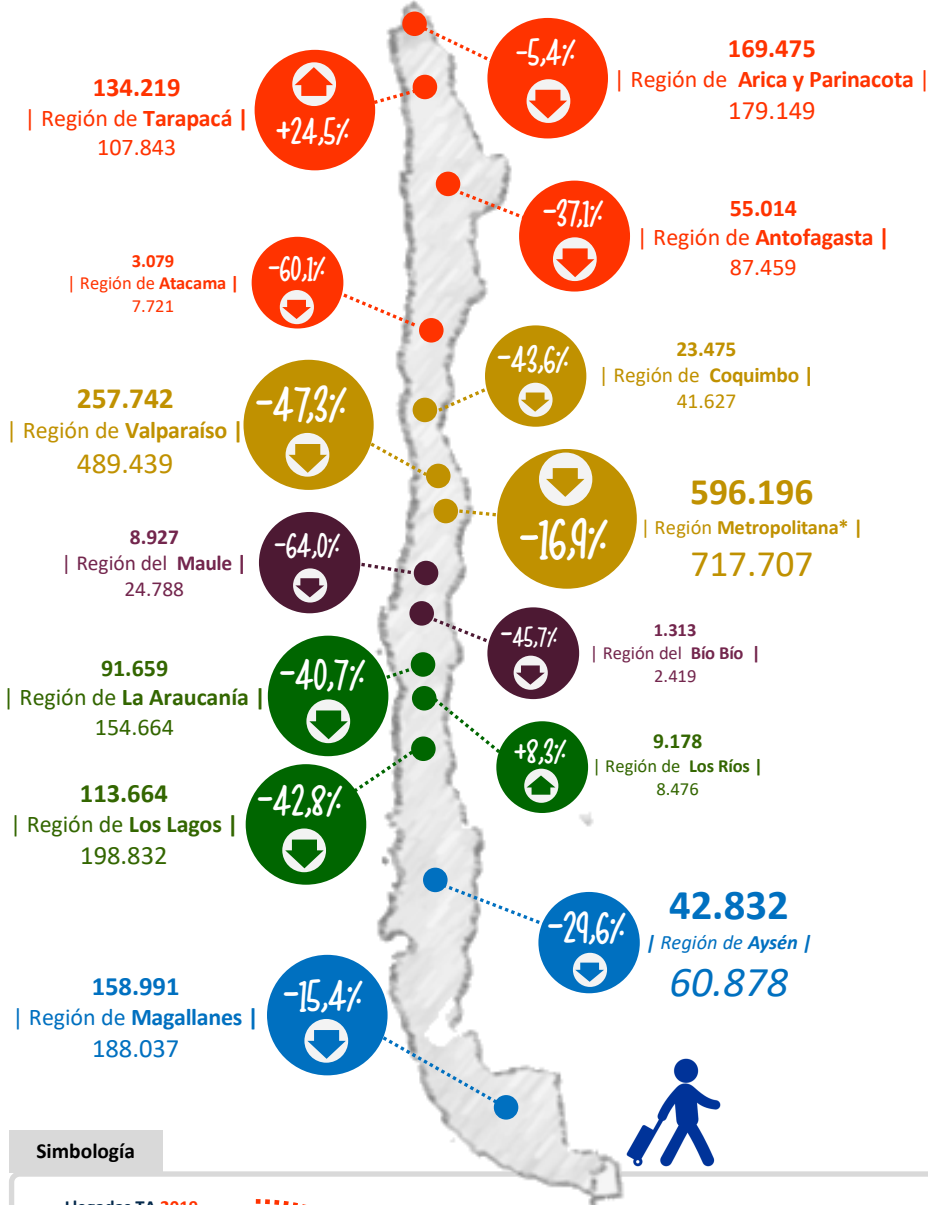 -5,4%
169.475
| Región de Arica y Parinacota |
179.149
134.219
| Región de Tarapacá |
107.843
+24,5%
-37,1%
55.014
| Región de Antofagasta |
87.459
3.079
| Región de Atacama |
7.721
-60,1%
-43,6%
23.475
| Región de Coquimbo |
41.627
257.742
| Región de Valparaíso |
489.439
-47,3%
-16,9%
596.196
| Región Metropolitana* |
717.707
8.927
| Región del Maule |
24.788
-64,0%
-45,7%
1.313
| Región del Bío Bío |
2.419
91.659
| Región de La Araucanía |
154.664
-40,7%
+8,3%
9.178
| Región de Los Ríos |
8.476
113.664
| Región de Los Lagos |
198.832
-42,8%
-29,6%
42.832
| Región de Aysén |
60.878
158.991
| Región de Magallanes |
188.037
-15,4%
Simbología